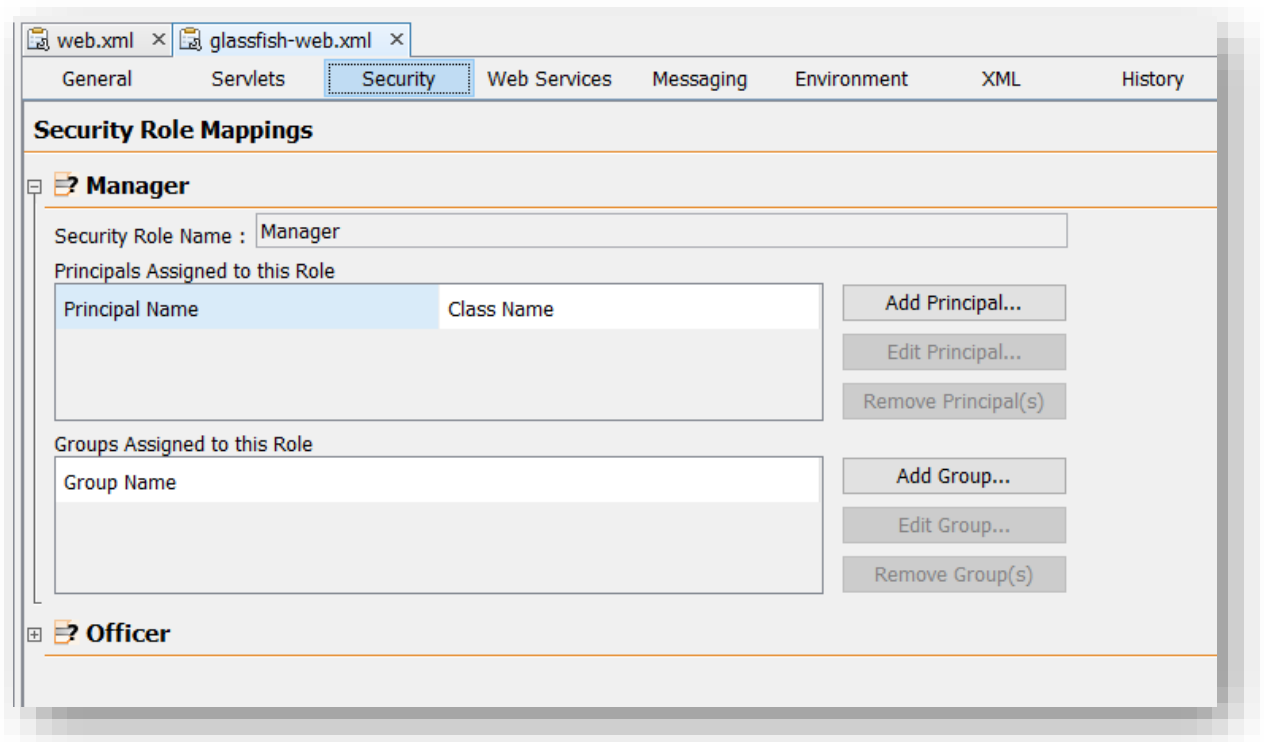 web.xml × glassfish-web.xml ×
General Servlets Security Web Services Messaging Environment XML History
Security Role Mappings
? Manager
Security Role Name : Manager
Principals Assigned to this Role
Principal Name Class Name Add Principal...
Edit Principal...
Remove Principal(s)
Groups Assigned to this Role
Group Name Add Group...
Edit Group...
Remove Group(s)
? Officer